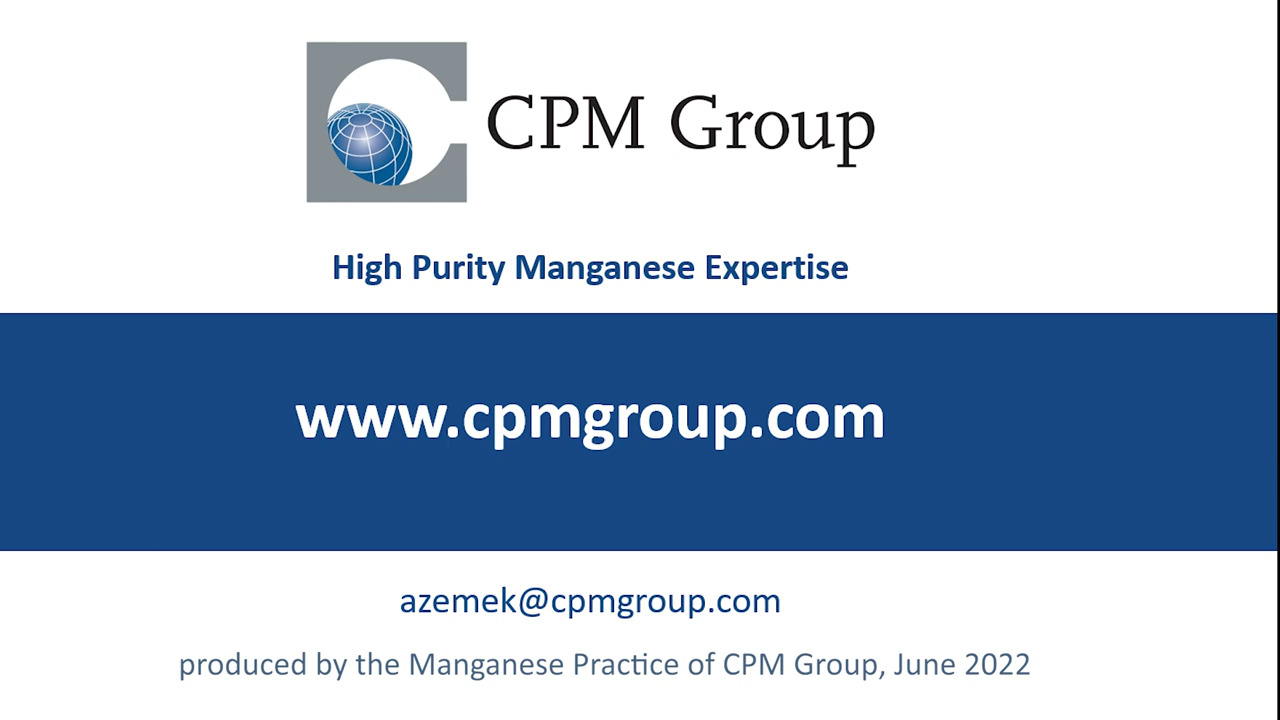 CPM Group
High Purity Manganese Expertise
www.cpmgroup.com
azemek@cpmgroup.com
produced by the Manganese Practice of CPM Group, June 2022